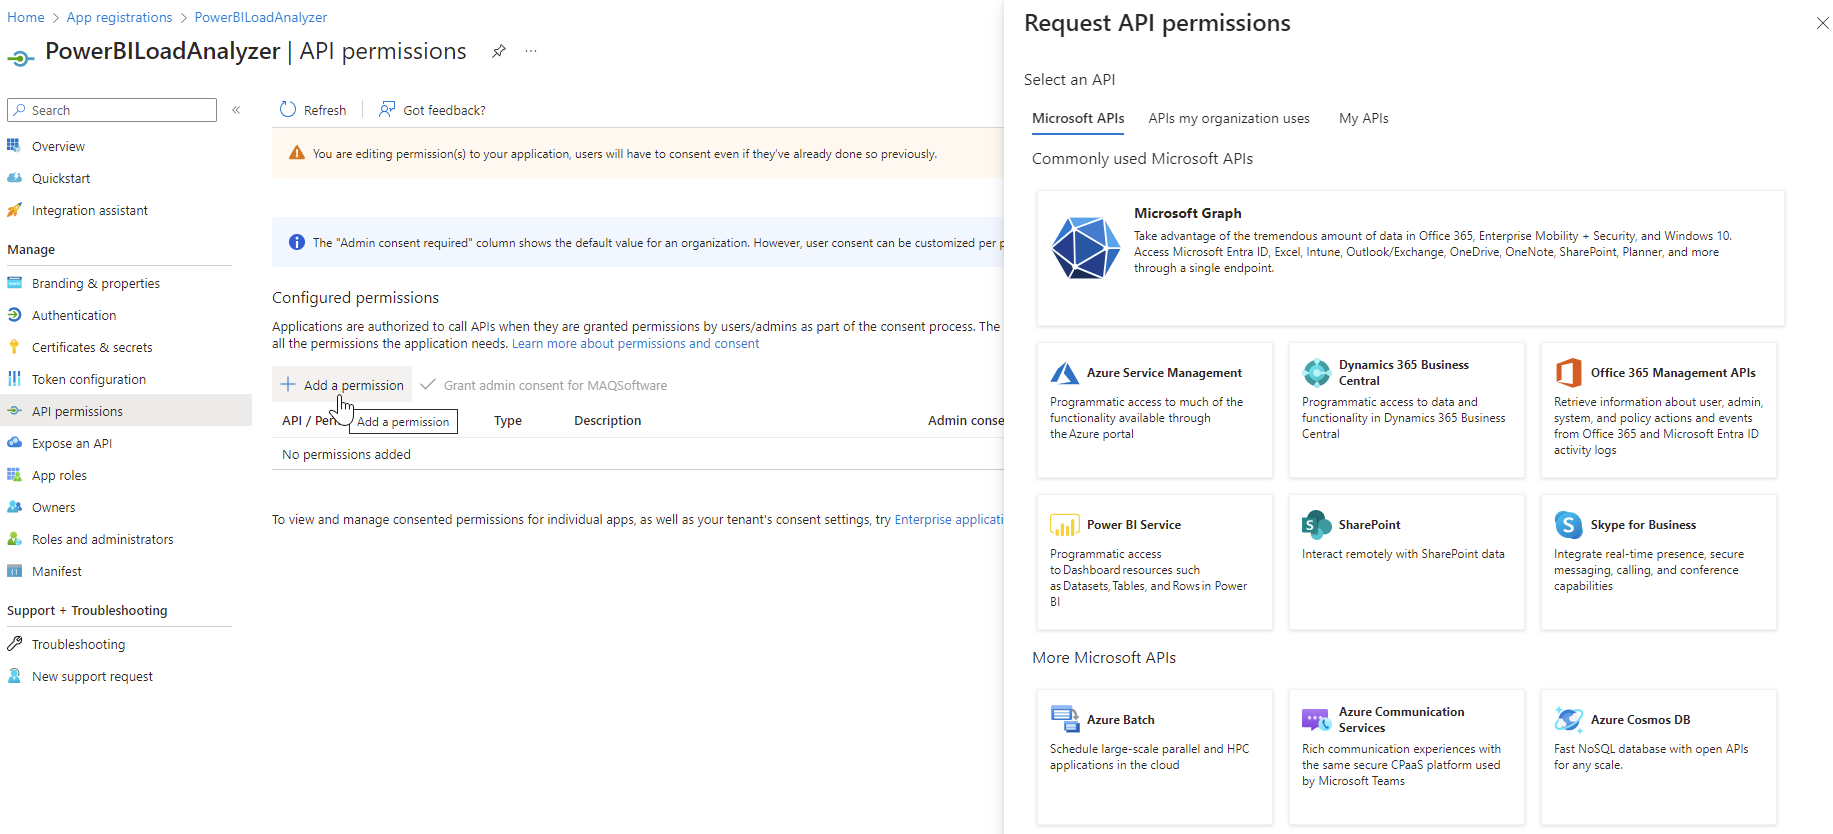 Home > App registrations > PowerBILoadAnalyzer
PowerBILoadAnalyzer | API permissions
Search
«
Overview
Quickstart
Integration assistant
Manage
Branding & properties
Authentication
Certificates & secrets
Token configuration
API permissions
Expose an API
App roles
Owners
Roles and administrators
Manifest
Support + Troubleshooting
Troubleshooting
New support request
Refresh
Got feedback?
You are editing permission(s) to your application, users will have to consent even if they've already done so previously.
The "Admin consent required" column shows the default value for an organization. However, user consent can be customized per p
Configured permissions
Applications are authorized to call APIs when they are granted permissions by users/admins as part of the consent process. The
all the permissions the application needs. Learn more about permissions and consent
Add a permission
Grant admin consent for MAQSoftware
API / Per
Add a permission
Type
Description
Admin conse
No permissions added
To view and manage consented permissions for individual apps, as well as your tenant's consent settings, try Enterprise applicati
Request API permissions
Select an API
Microsoft APIs
APIs my organization uses
My APIs
Commonly used Microsoft APIs
Microsoft Graph
Take advantage of the tremendous amount of data in Office 365, Enterprise Mobility + Security, and Windows 10.
Access Microsoft Entra ID, Excel, Intune, Outlook/Exchange, OneDrive, OneNote, SharePoint, Planner, and more
through a single endpoint.
Azure Service Management
Programmatic access to much of the
functionality available through
the Azure portal
Dynamics 365 Business
Central
Programmatic access to data and
functionality in Dynamics 365 Business
Central
Office 365 Management APIs
Retrieve information about user, admin,
system, and policy actions and events
from Office 365 and Microsoft Entra ID
activity logs
Power BI Service
Programmatic access
to Dashboard resources such
as Datasets, Tables, and Rows in Power
BI
SharePoint
Interact remotely with SharePoint data
Skype for Business
Integrate real-time presence, secure
messaging, calling, and conference
capabilities
More Microsoft APIs
Azure Batch
Schedule large-scale parallel and HPC
applications in the cloud
Azure Communication
Services
Rich communication experiences with
the same secure CPaaS platform used
by Microsoft Teams
Azure Cosmos DB
Fast NoSQL database with open APIs
for any scale.